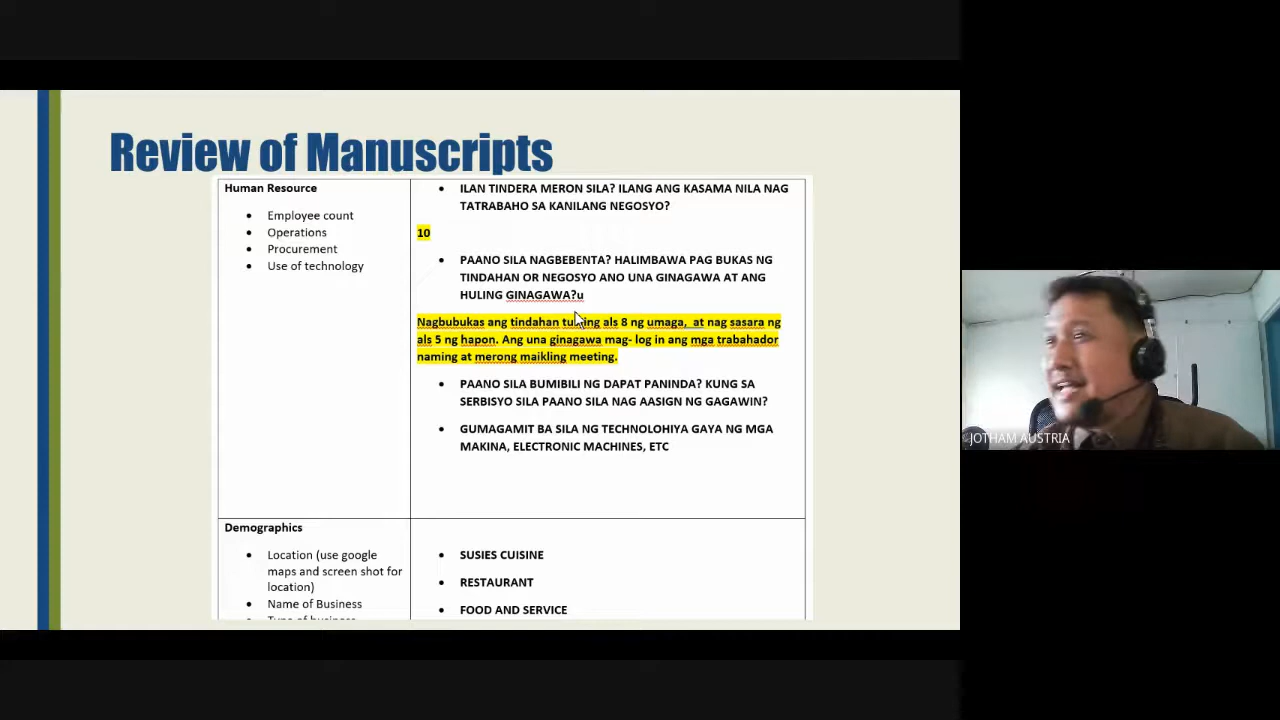 Review of Manuscripts
Human Resource
• Employee count
• Operations
• Procurement
• Use of technology
• ILAN TINDERA MERON SILA? ILANG ANG KASAMA NILA NAG
TATRABAHO SA KANILANG NEGOSYO?
10
• PAANO SILA NAGBEBENTA? HALIMBAWA PAG BUKAS NG
TINDAHAN OR NEGOSYO ANO UNA GINAGAWA AT ANG
HULING GINAGAWA?u
Nagbubukas ang tindahan als 8 ng umaga, at nag sasara ng
als 5 ng hapon. Ang una ginagawa mag- log in ang mga trabahador
naming at merong maikling meeting.
• PAANO SILA BUMIBILI NG DAPAT PANINDA? KUNG SA
SERBISYO SILA PAANO SILA NAG AASIGN NG GAGAWIN?
• GUMAGAMIT BA SILA NG TECHNOLOHIYA GAYA NG MGA
MAKINA, ELECTRONIC MACHINES, ETC
Demographics
• Location (use google
maps and screen shot for
location)
• Name of Business
• Type of business
• SUSIES CUISINE
• RESTAURANT
• FOOD AND SERVICE
JOTHAM AUSTRIA